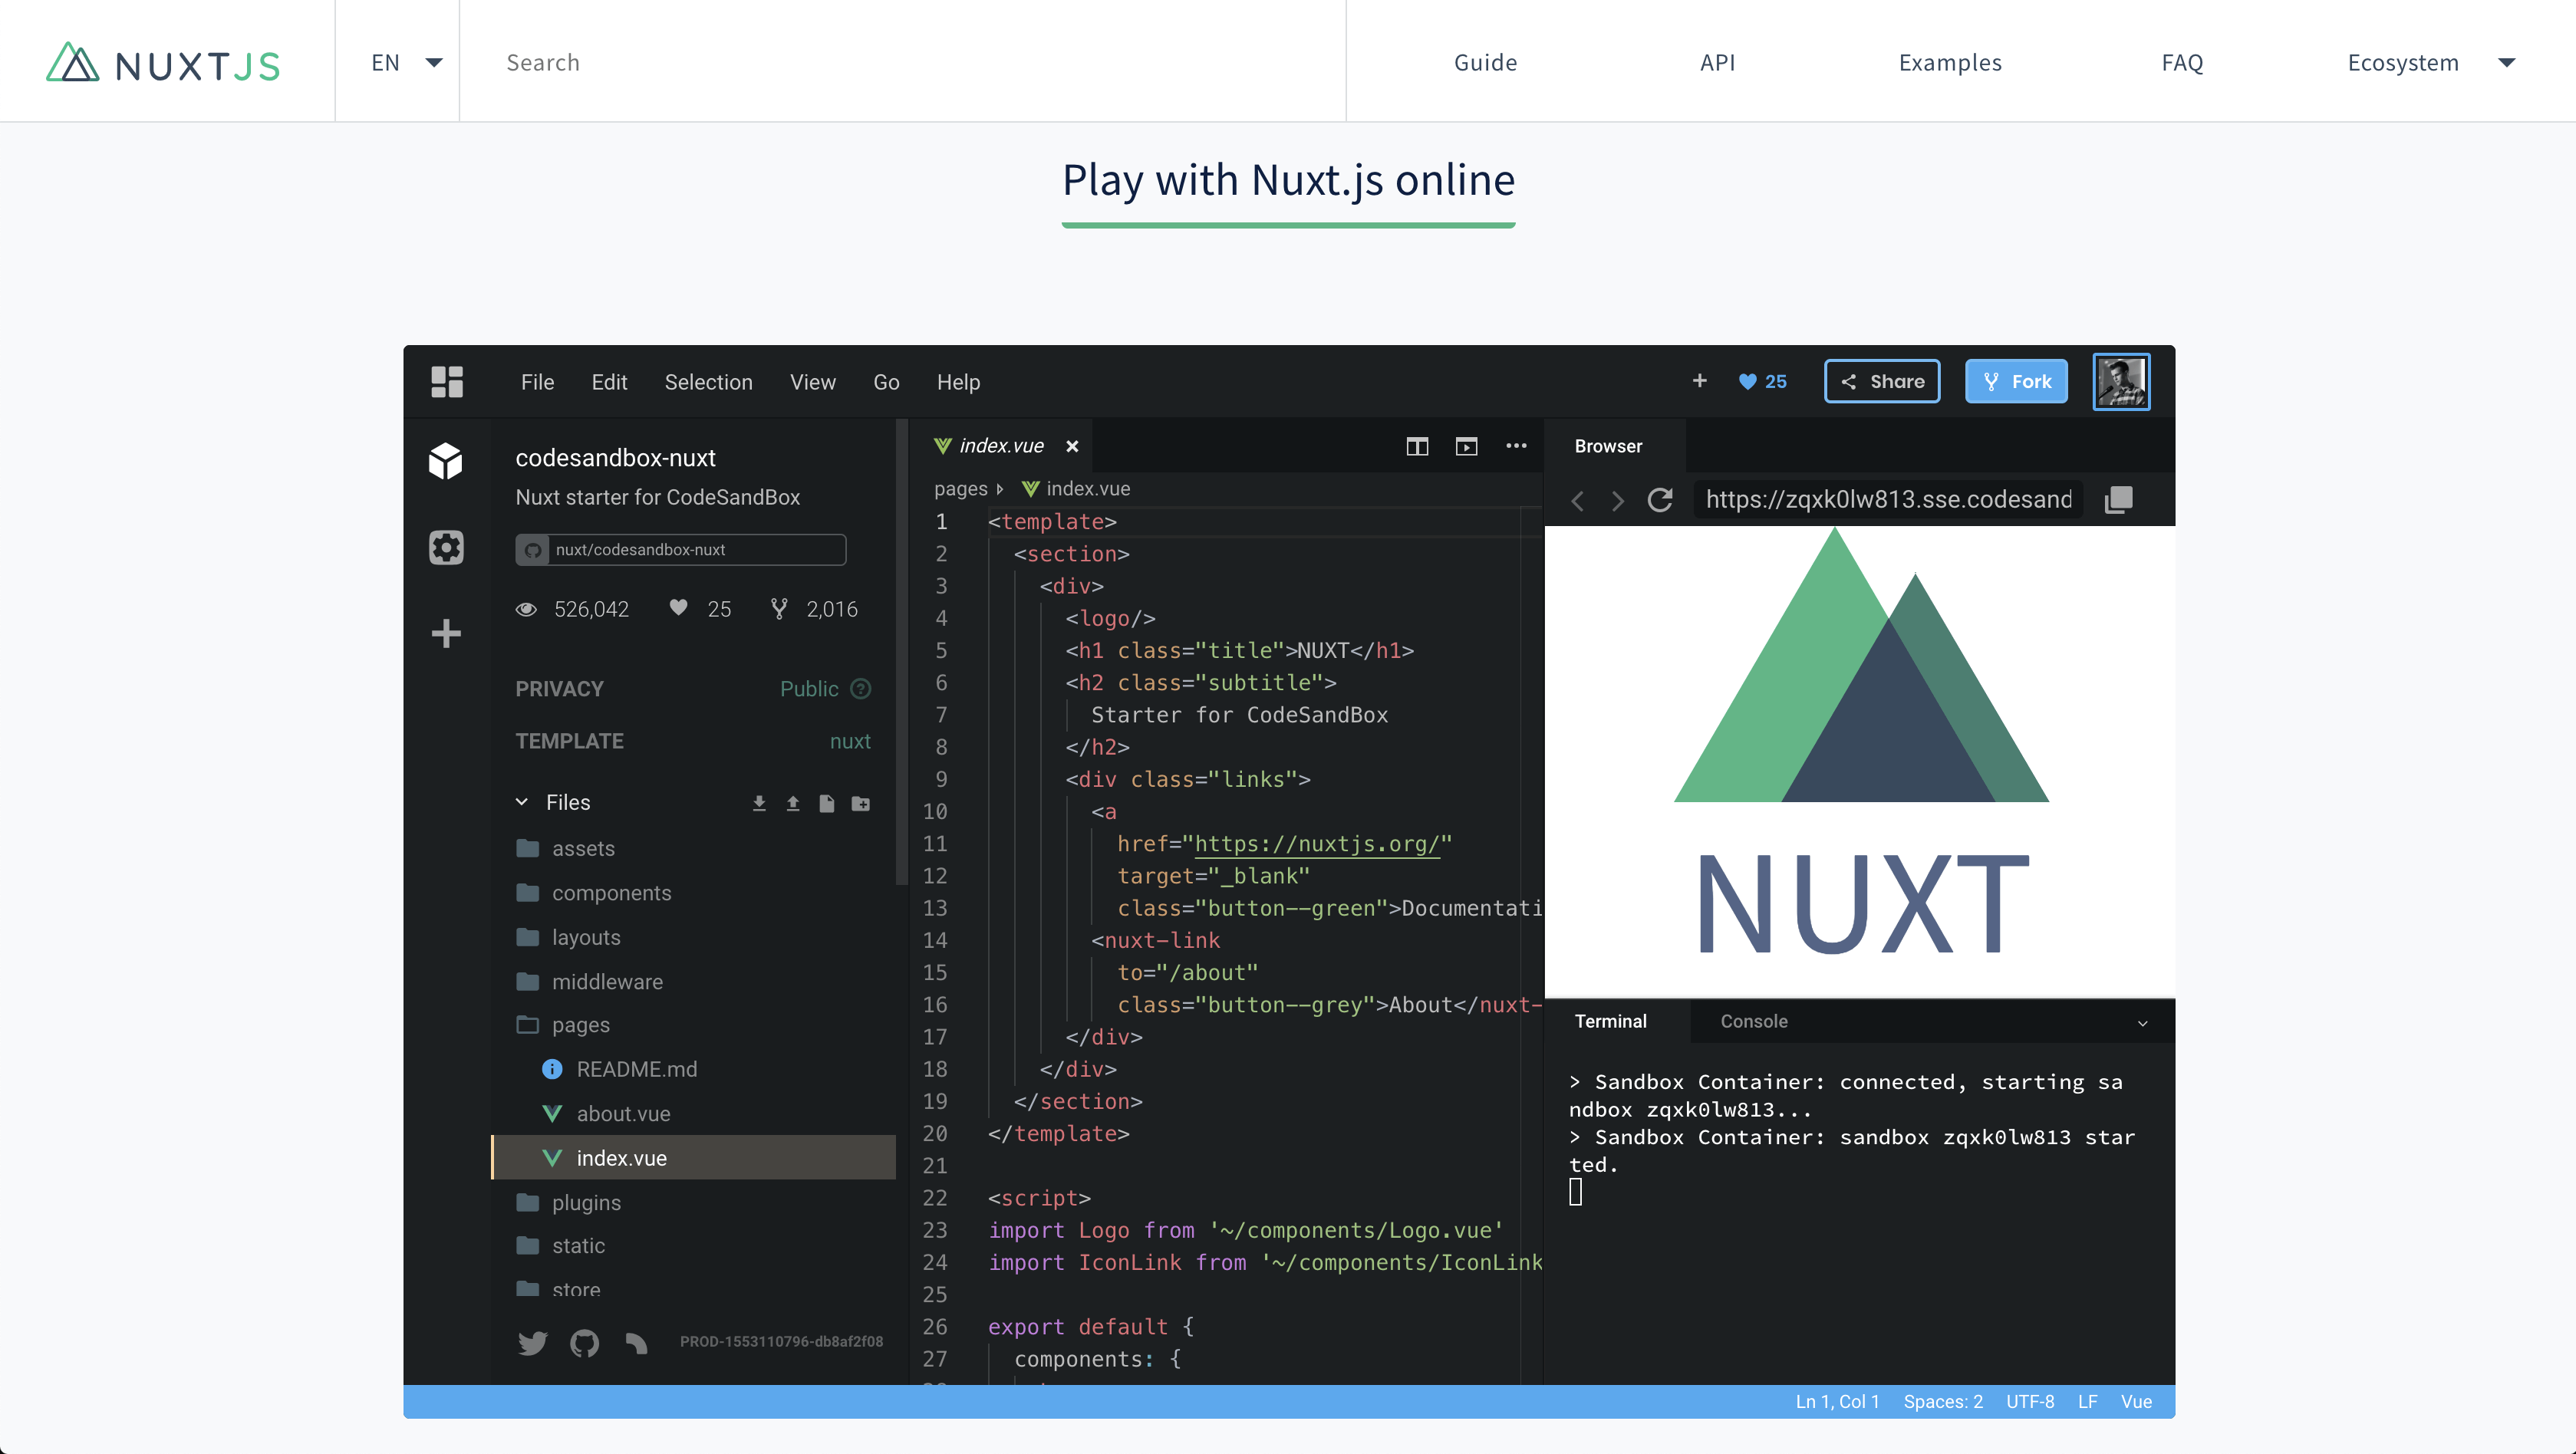 NUXTJS
EN
Search
Guide
API
Examples
FAQ
Ecosystem
Play with Nuxt.js online
File Edit Selection View Go Help
+ 25 Share Fork
codesandbox-nuxt
Nuxt starter for CodeSandBox
nuxt/codesandbox-nuxt
526,042 25 2,016
PRIVACY Public ?
TEMPLATE nuxt
Files
assets
components
layouts
middleware
pages
README.md
about.vue
index.vue
plugins
static
store
PROD-1553110796-db8af2f08
index.vue ×
pages index.vue
1 <template>
2 <section>
3 <div>
4 <logo/>
5 <h1 class="title">NUXT</h1>
6 <h2 class="subtitle">
7 Starter for CodeSandBox
8 </h2>
9 <div class="links">
10 <a
11 href="https://nuxtjs.org/"
12 target="_blank"
13 class="button--green">Documentati
14 <nuxt-link
15 to="/about"
16 class="button--grey">About</nuxt-
17 </div>
18 </div>
19 </section>
20 </template>
21
22 <script>
23 import Logo from '~/components/Logo.vue'
24 import IconLink from '~/components/IconLink
25
26 export default {
27 components: {
Browser
https://zqxk0lw813.sse.codesand
NUXT
Terminal Console
> Sandbox Container: connected, starting sa
ndbox zqxk0lw813...
> Sandbox Container: sandbox zqxk0lw813 star
ted.
Ln 1, Col 1 Spaces: 2 UTF-8 LF Vue